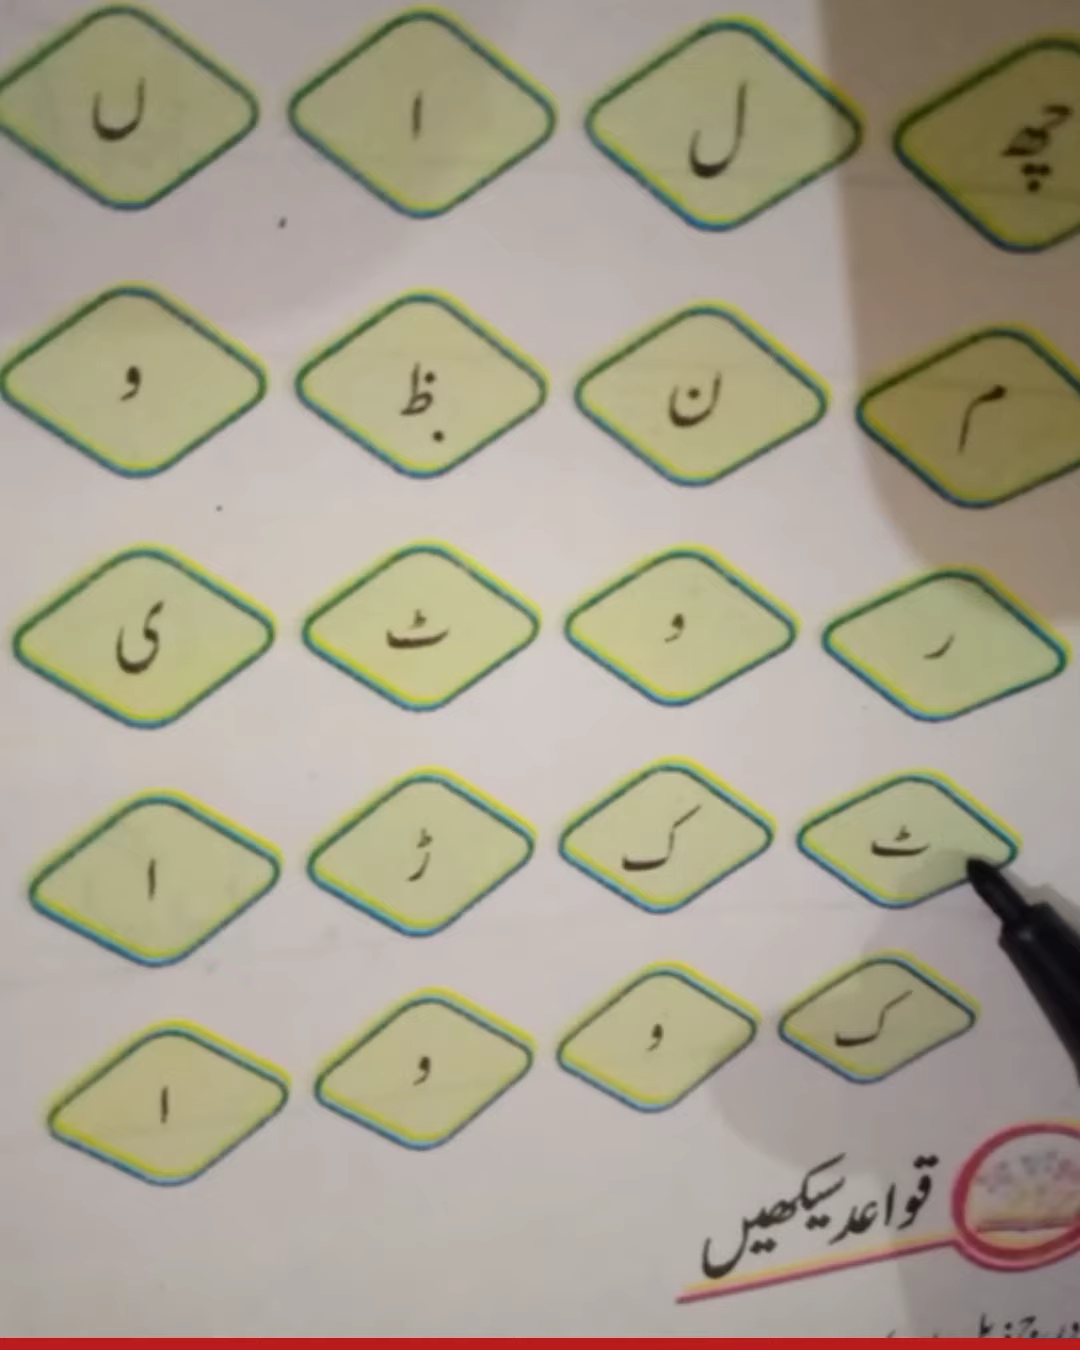 چھ ل ا ں
م ن ظ و
ر و ٹ ی
ٹ ک ڑ ا
ک و و ا
قواعد سیکھیں